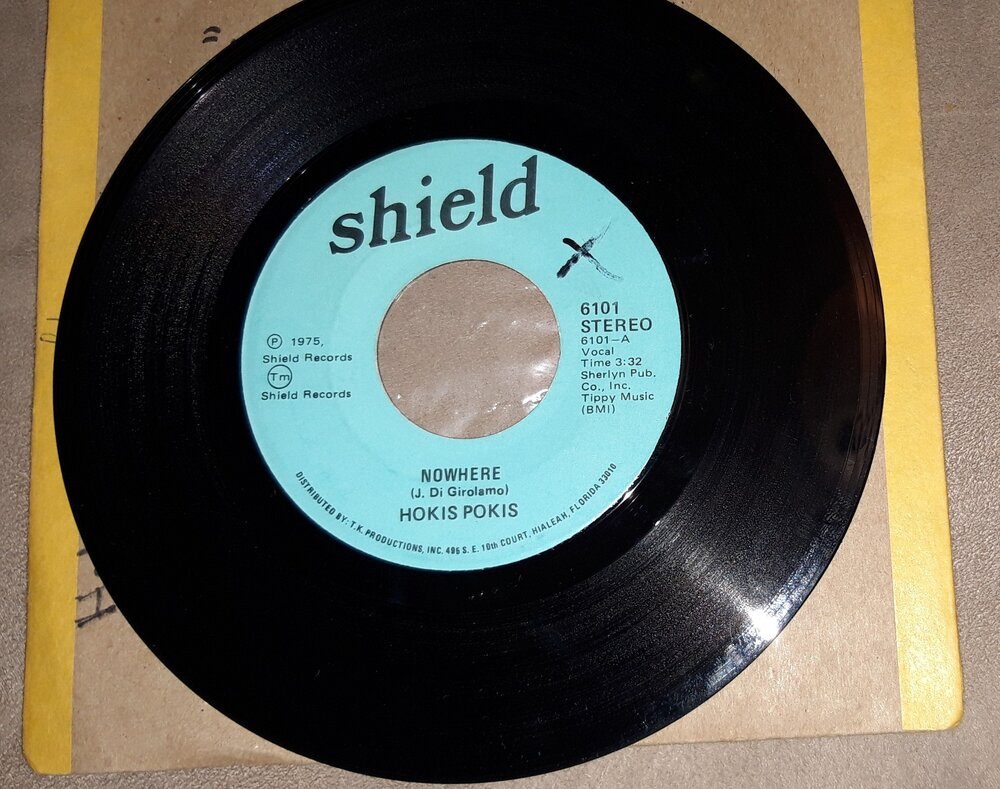 shield
6101
STEREO
6101-A
Vocal
Time 3:32
Sherlyn Pub.
Co., Inc.
Tippy Music
(BMI)
Ⓟ 1975,
Shield Records
Tm
Shield Records
NOWHERE
(J. Di Girolamo)
HOKIS POKIS
DISTRIBUTED BY: T.K. PRODUCTIONS, INC. 495 S. E. 10th COURT, HIALEAH, FLORIDA 33010